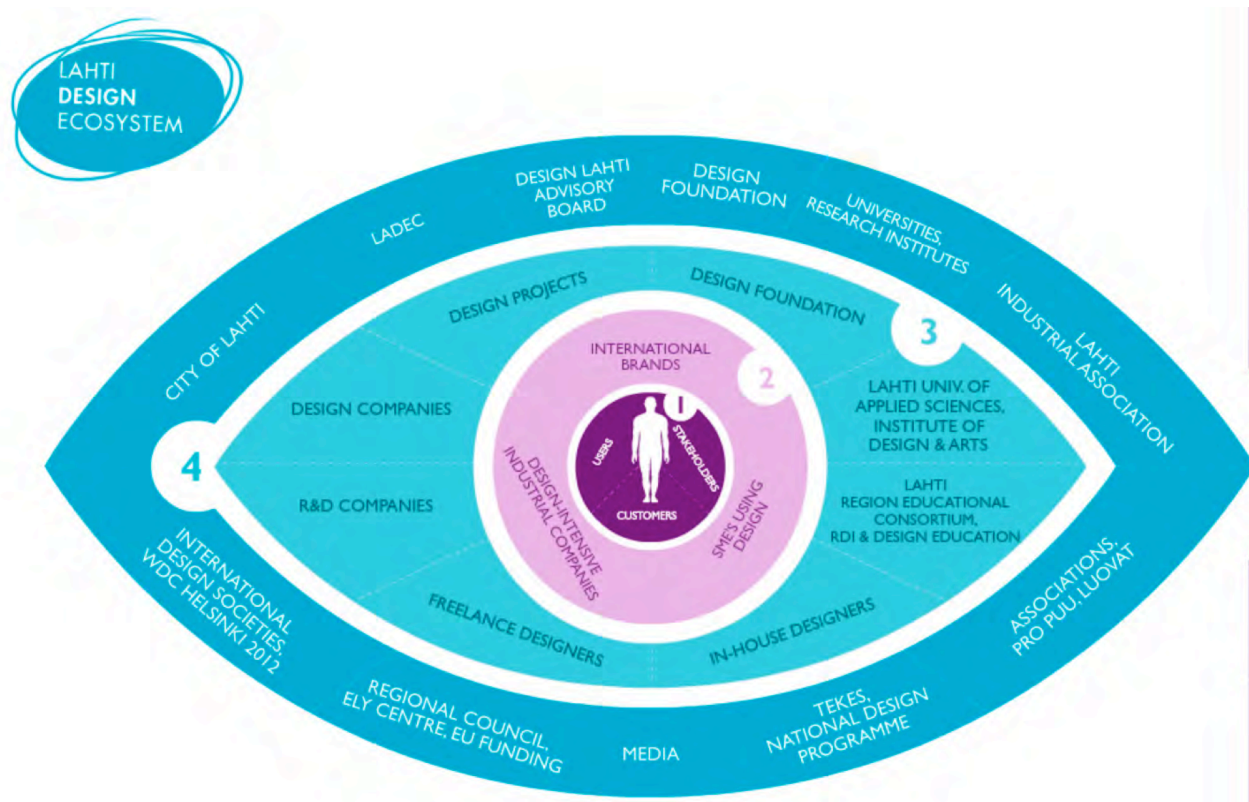 LAHTI
DESIGN
ECOSYSTEM
DESIGN LAHTI
ADVISORY
BOARD
DESIGN
FOUNDATION
UNIVERSITIES,
RESEARCH INSTITUTES
LADEC
CITY OF LAHTI
LAHTI
INDUSTRIAL ASSOCIATION
DESIGN PROJECTS
DESIGN FOUNDATION
3
INTERNATIONAL
BRANDS
2
1
USERS
STAKEHOLDERS
CUSTOMERS
DESIGN COMPANIES
LAHTI UNIV. OF
APPLIED SCIENCES,
INSTITUTE OF
DESIGN & ARTS
4
R&D COMPANIES
DESIGN-INTENSIVE
INDUSTRIAL COMPANIES
SME'S USING
DESIGN
LAHTI
REGION EDUCATIONAL
CONSORTIUM,
RDI & DESIGN EDUCATION
FREELANCE DESIGNERS
IN-HOUSE DESIGNERS
INTERNATIONAL
DESIGN SOCIETIES,
WDC HELSINKI 2012
REGIONAL COUNCIL,
ELY CENTRE, EU FUNDING
MEDIA
TEKES,
NATIONAL DESIGN
PROGRAMME
ASSOCIATIONS,
PRO PUU, LUOVAT